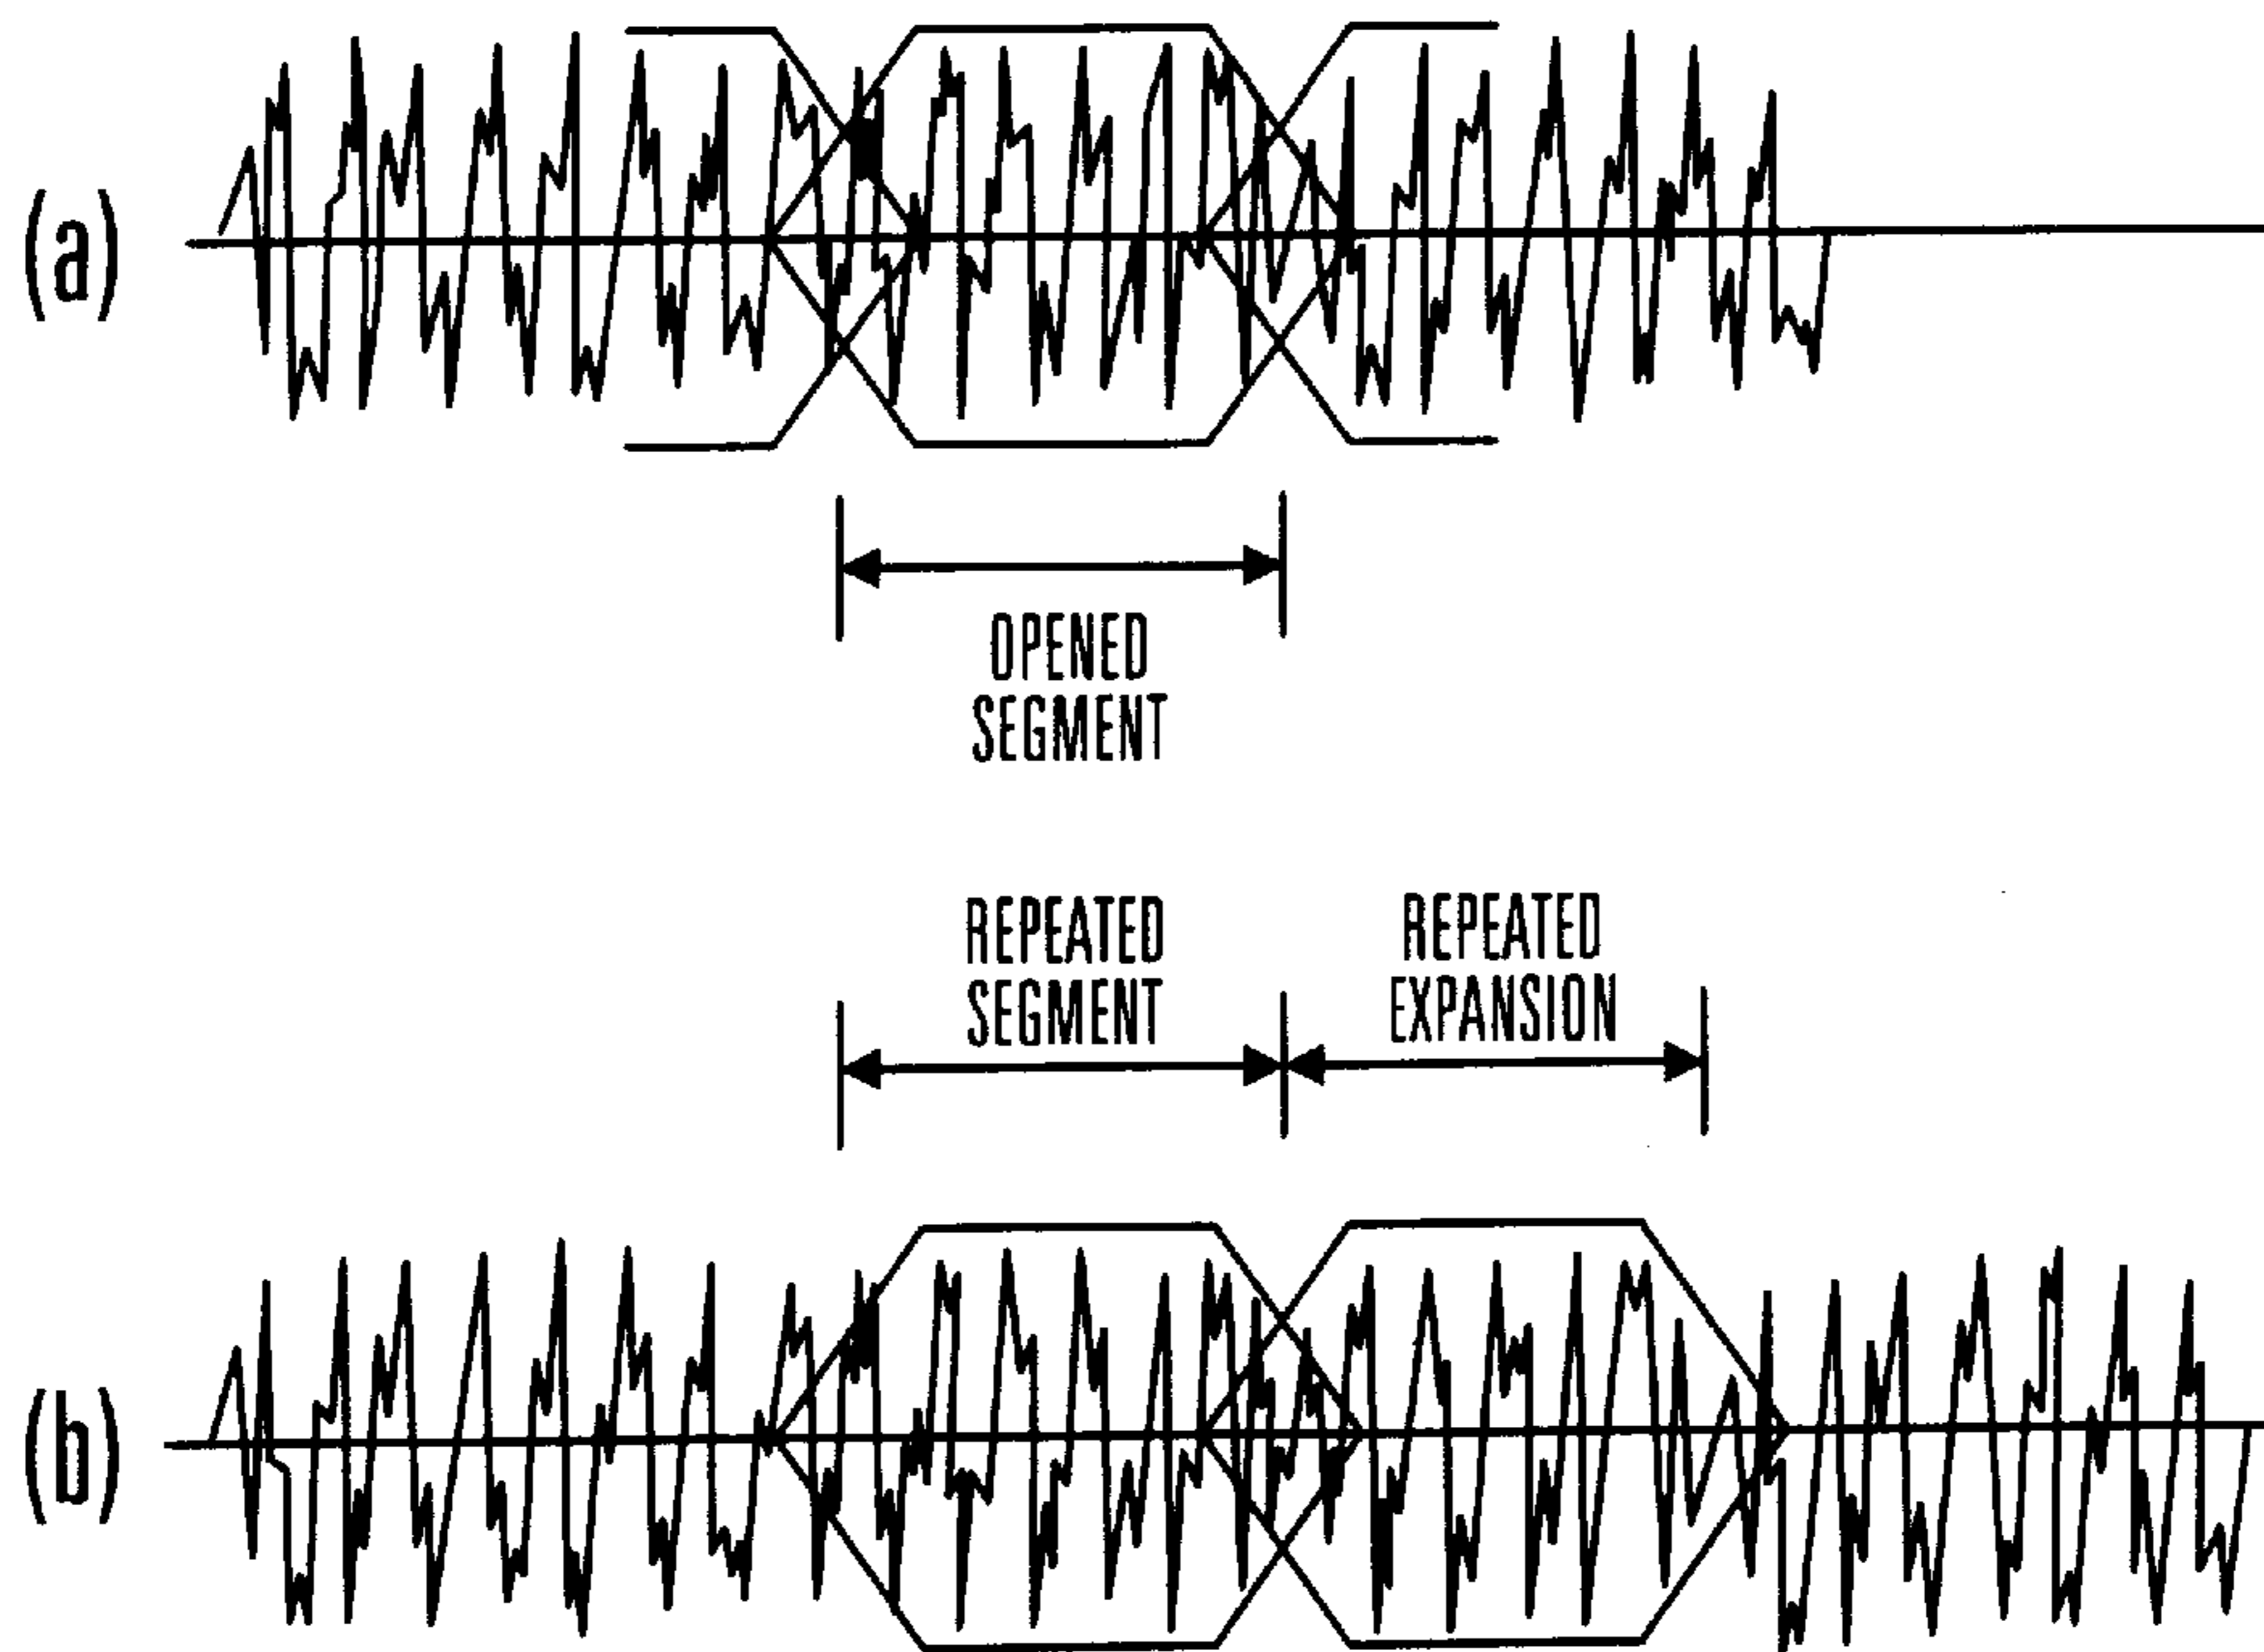 (a)
OPENED
SEGMENT
REPEATED
SEGMENT
REPEATED
EXPANSION
(b)